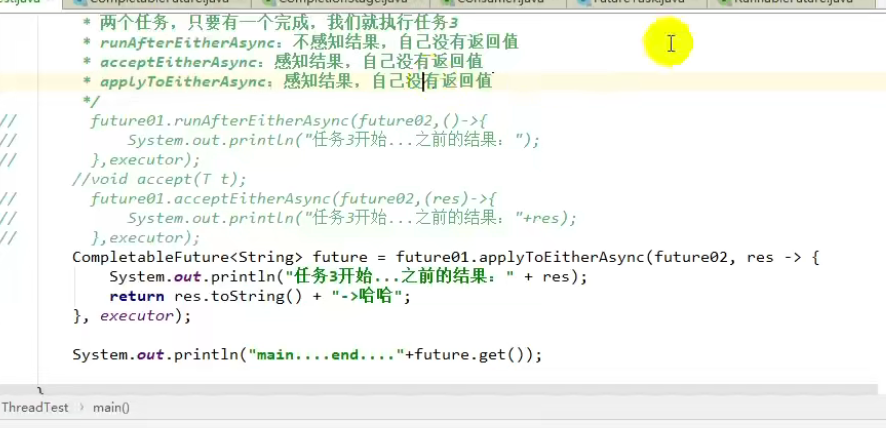 * 两个任务，只要有一个完成，我们就执行任务3
* runAfterEitherAsync：不感知结果，自己没有返回值
* acceptEitherAsync：感知结果，自己没有返回值
* applyToEitherAsync：感知结果，自己没有返回值
*/
// future01.runAfterEitherAsync(future02,()->{
// System.out.println("任务3开始...之前的结果：");
// },executor);
//void accept(T t);
// future01.acceptEitherAsync(future02,(res)->{
// System.out.println("任务3开始...之前的结果："+res);
// },executor);
CompletableFuture<String> future = future01.applyToEitherAsync(future02, res -> {
System.out.println("任务3开始...之前的结果：" + res);
return res.toString() + "->哈哈";
}, executor);
System.out.println("main....end...."+future.get());
}
ThreadTest › main()